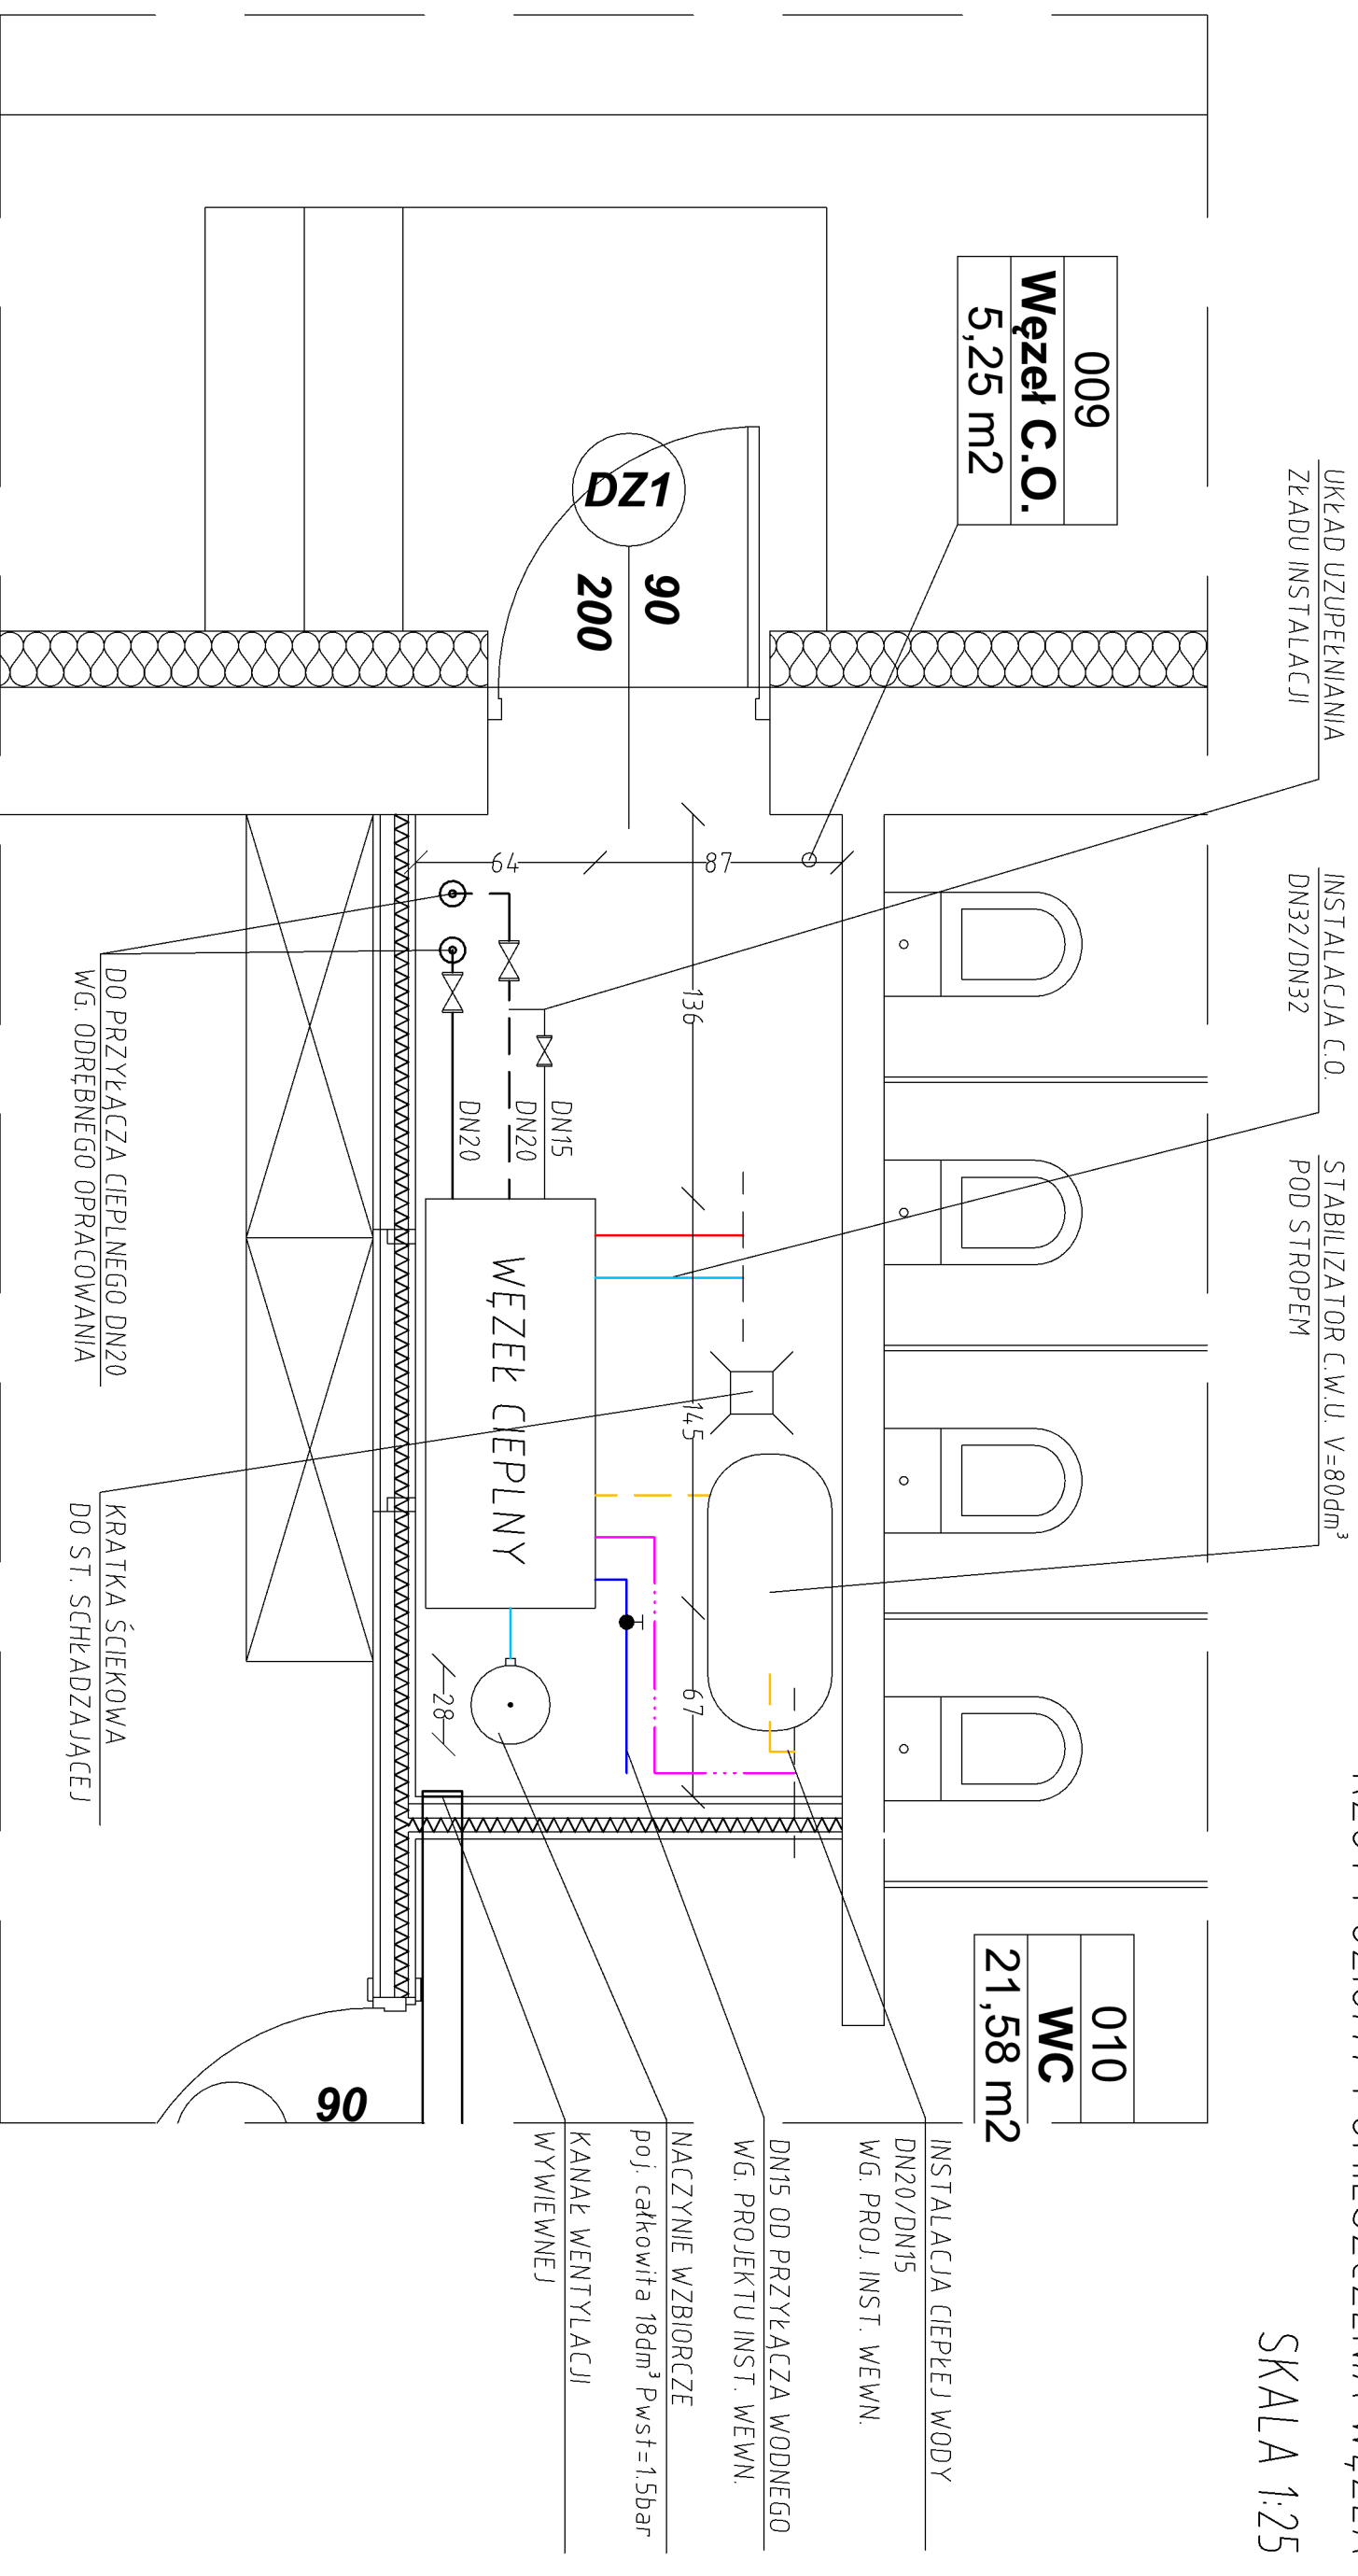 SKALA 1:25
UKŁAD UZUPEŁNIANIA
ZŁADU INSTALACJI
INSTALACJA C.O.
DN32/DN32
STABILIZATOR C.W.U. V=80dm³
POD STROPEM
009
Węzeł C.O.
5,25 m2
010
WC
21,58 m2
DZ1
90
200
64
87
136
145
67
28
DN15
DN20
DN20
WĘZEŁ CIEPLNY
90
INSTALACJA CIEPŁEJ WODY
DN20/DN15
WG. PROJ. INST. WEWN.
DN15 OD PRZYŁĄCZA WODNEGO
WG. PROJEKTU INST. WEWN.
NACZYNIE WZBIORCZE
poj. całkowita 18dm³ Pwst=1.5bar
KANAŁ WENTYLACJI
WYWIEWNEJ
DO PRZYŁĄCZA CIEPLNEGO DN20
WG. ODRĘBNEGO OPRACOWANIA
KRATKA ŚCIEKOWA
DO ST. SCHŁADZAJĄCEJ